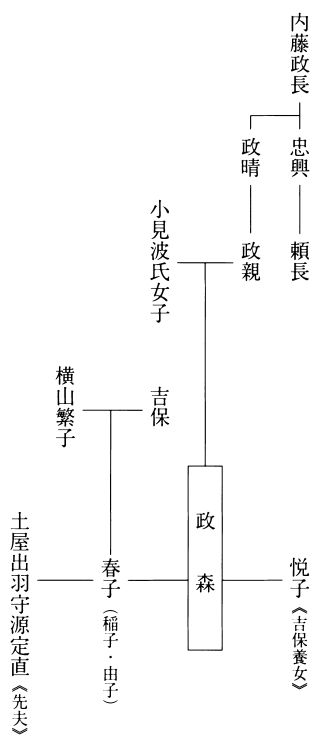 内藤政長
忠興
頼長
政晴
政親
小見波氏女子
吉保
横山繁子
政森
悦子《吉保養女》
春子（稲子・由子）
土屋出羽守源定直《先夫》